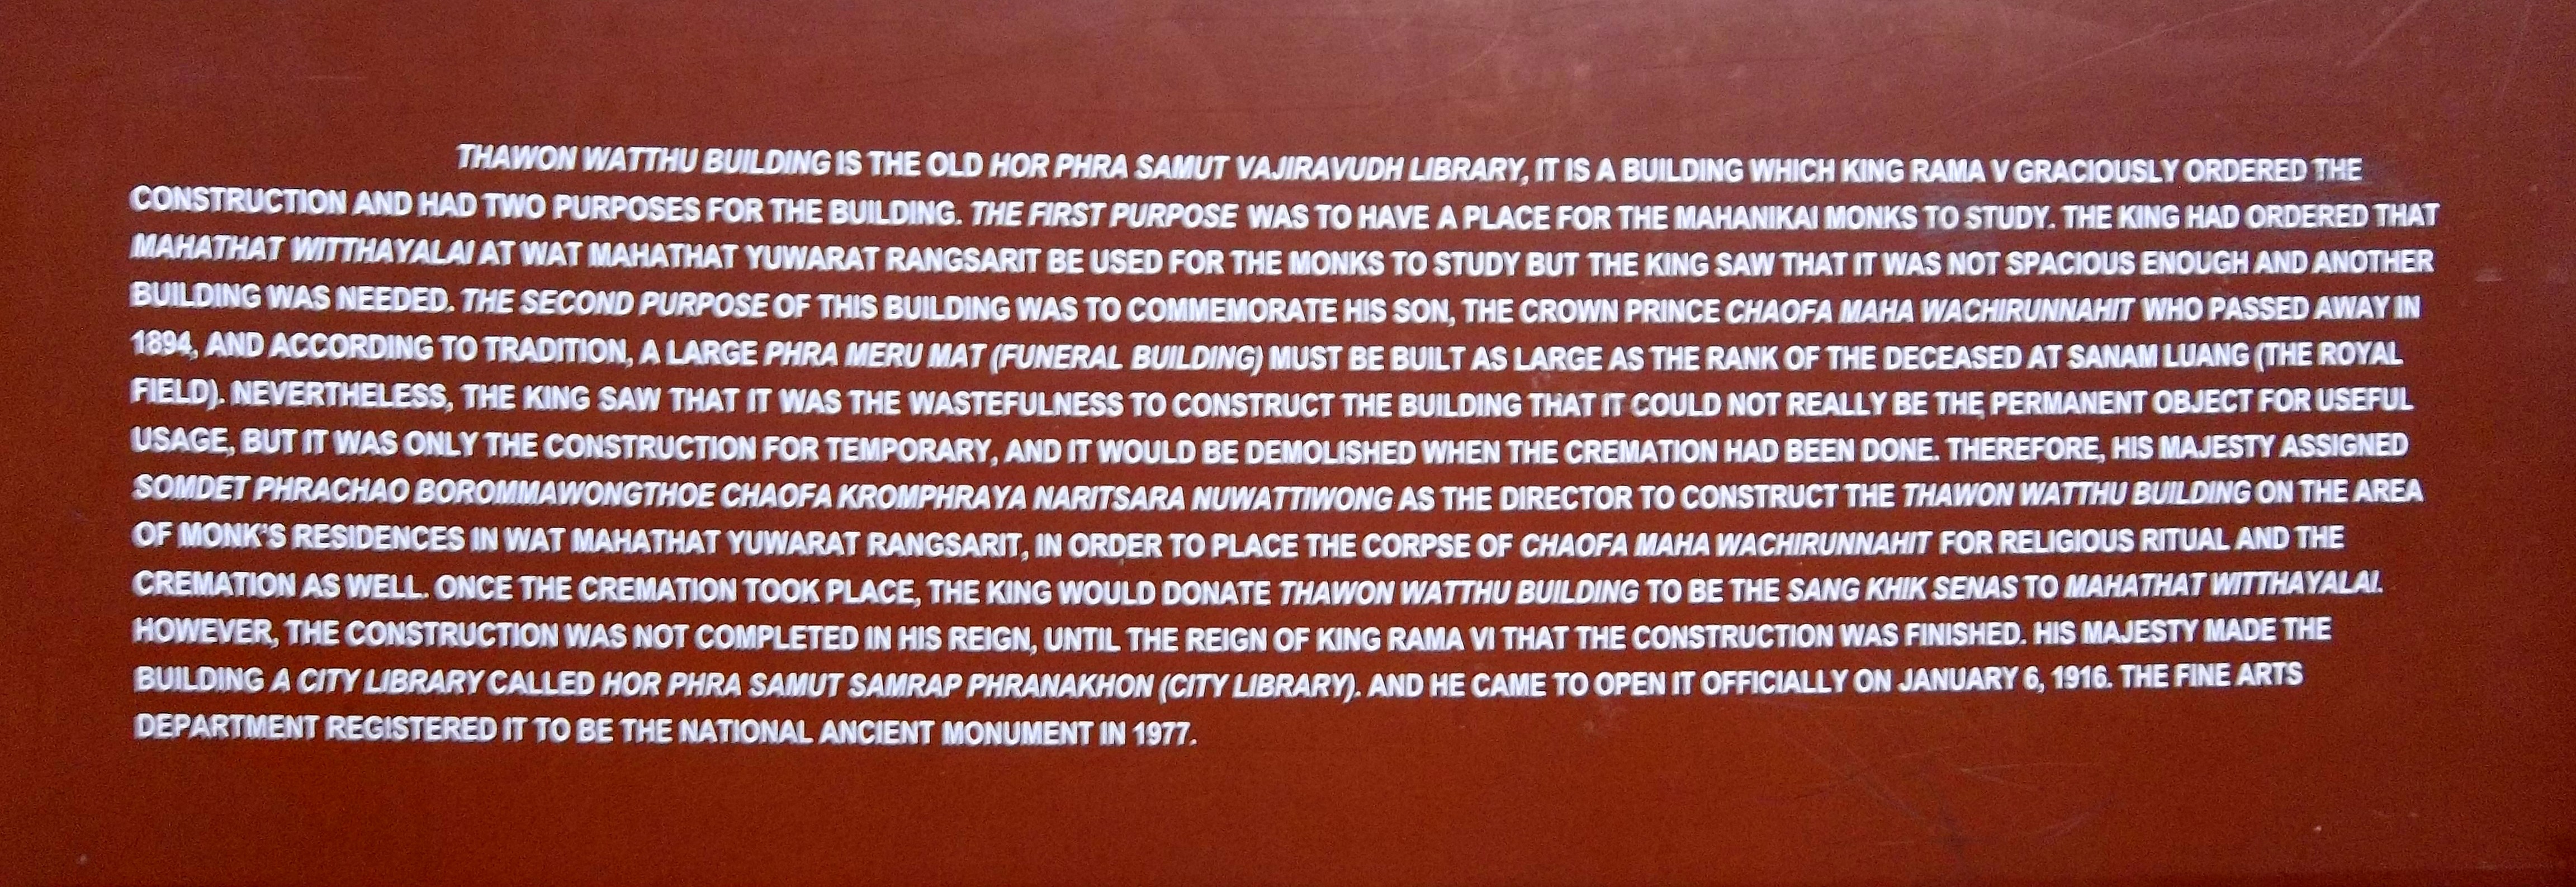 THAWON WATTHU BUILDING IS THE OLD HOR PHRA SAMUT VAJIRAVUDH LIBRARY, IT IS A BUILDING WHICH KING RAMA V GRACIOUSLY ORDERED THE
CONSTRUCTION AND HAD TWO PURPOSES FOR THE BUILDING. THE FIRST PURPOSE WAS TO HAVE A PLACE FOR THE MAHANIKAI MONKS TO STUDY. THE KING HAD ORDERED THAT
MAHATHAT WITTHAYALAI AT WAT MAHATHAT YUWARAT RANGSARIT BE USED FOR THE MONKS TO STUDY BUT THE KING SAW THAT IT WAS NOT SPACIOUS ENOUGH AND ANOTHER
BUILDING WAS NEEDED. THE SECOND PURPOSE OF THIS BUILDING WAS TO COMMEMORATE HIS SON, THE CROWN PRINCE CHAOFA MAHA WACHIRUNNAHIT WHO PASSED AWAY IN
1894, AND ACCORDING TO TRADITION, A LARGE PHRA MERU MAT (FUNERAL BUILDING) MUST BE BUILT AS LARGE AS THE RANK OF THE DECEASED AT SANAM LUANG (THE ROYAL
FIELD). NEVERTHELESS, THE KING SAW THAT IT WAS THE WASTEFULNESS TO CONSTRUCT THE BUILDING THAT IT COULD NOT REALLY BE THE PERMANENT OBJECT FOR USEFUL
USAGE, BUT IT WAS ONLY THE CONSTRUCTION FOR TEMPORARY, AND IT WOULD BE DEMOLISHED WHEN THE CREMATION HAD BEEN DONE. THEREFORE, HIS MAJESTY ASSIGNED
SOMDET PHRACHAO BOROMMAWONGTHOE CHAOFA KROMPHRAYA NARITSARA NUWATTIWONG AS THE DIRECTOR TO CONSTRUCT THE THAWON WATTHU BUILDING ON THE AREA
OF MONK'S RESIDENCES IN WAT MAHATHAT YUWARAT RANGSARIT, IN ORDER TO PLACE THE CORPSE OF CHAOFA MAHA WACHIRUNNAHIT FOR RELIGIOUS RITUAL AND THE
CREMATION AS WELL. ONCE THE CREMATION TOOK PLACE, THE KING WOULD DONATE THAWON WATTHU BUILDING TO BE THE SANG KHIK SENAS TO MAHATHAT WITTHAYALAI.
HOWEVER, THE CONSTRUCTION WAS NOT COMPLETED IN HIS REIGN, UNTIL THE REIGN OF KING RAMA VI THAT THE CONSTRUCTION WAS FINISHED. HIS MAJESTY MADE THE
BUILDING A CITY LIBRARY CALLED HOR PHRA SAMUT SAMRAP PHRANAKHON (CITY LIBRARY). AND HE CAME TO OPEN IT OFFICIALLY ON JANUARY 6, 1916. THE FINE ARTS
DEPARTMENT REGISTERED IT TO BE THE NATIONAL ANCIENT MONUMENT IN 1977.